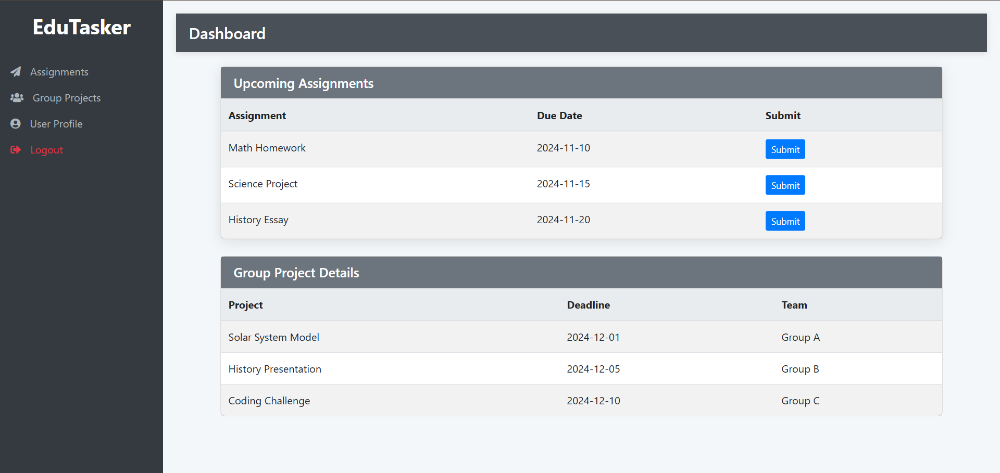 EduTasker
Assignments
Group Projects
User Profile
Logout
Dashboard
Upcoming Assignments
Assignment Due Date Submit
Math Homework 2024-11-10 Submit
Science Project 2024-11-15 Submit
History Essay 2024-11-20 Submit
Group Project Details
Project Deadline Team
Solar System Model 2024-12-01 Group A
History Presentation 2024-12-05 Group B
Coding Challenge 2024-12-10 Group C